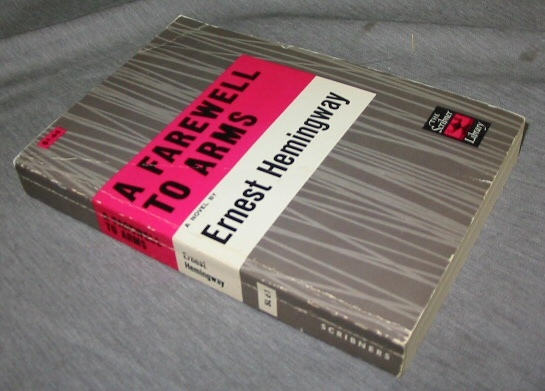 A FAREWELL
TO ARMS
A NOVEL BY
Ernest Hemingway
THE
Scribner
Library
A FAREWELL
TO ARMS
Ernest
Hemingway
SCRIBNERS